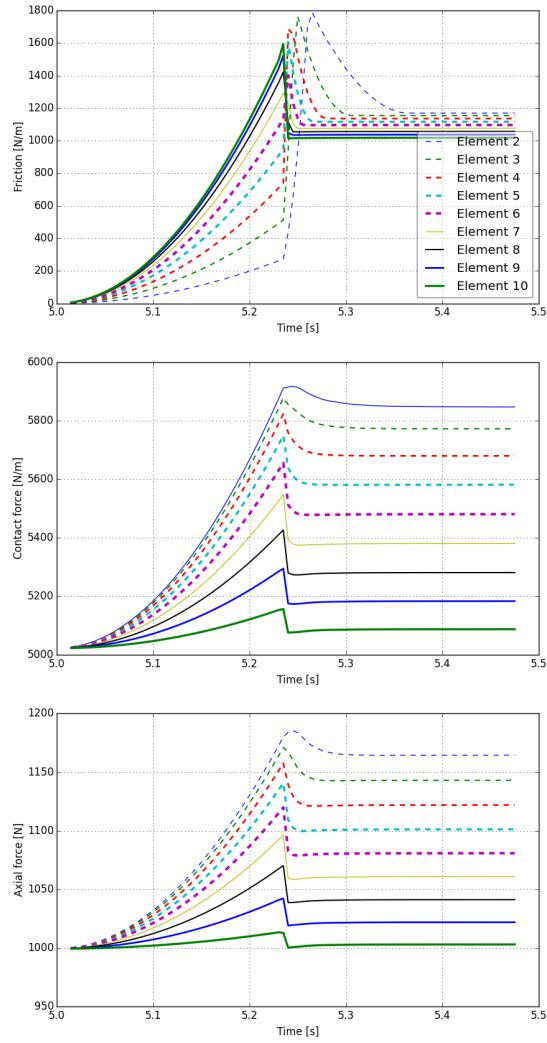 1800
1600
1400
1200
1000
800
600
400
200
0
Friction [N/m]
Element 2
Element 3
Element 4
Element 5
Element 6
Element 7
Element 8
Element 9
Element 10
5.0 5.1 5.2 5.3 5.4 5.5
Time [s]
6000
5800
5600
5400
5200
5000
Contact force [N/m]
5.0 5.1 5.2 5.3 5.4 5.5
Time [s]
1200
1150
1100
1050
1000
950
Axial force [N]
5.0 5.1 5.2 5.3 5.4 5.5
Time [s]